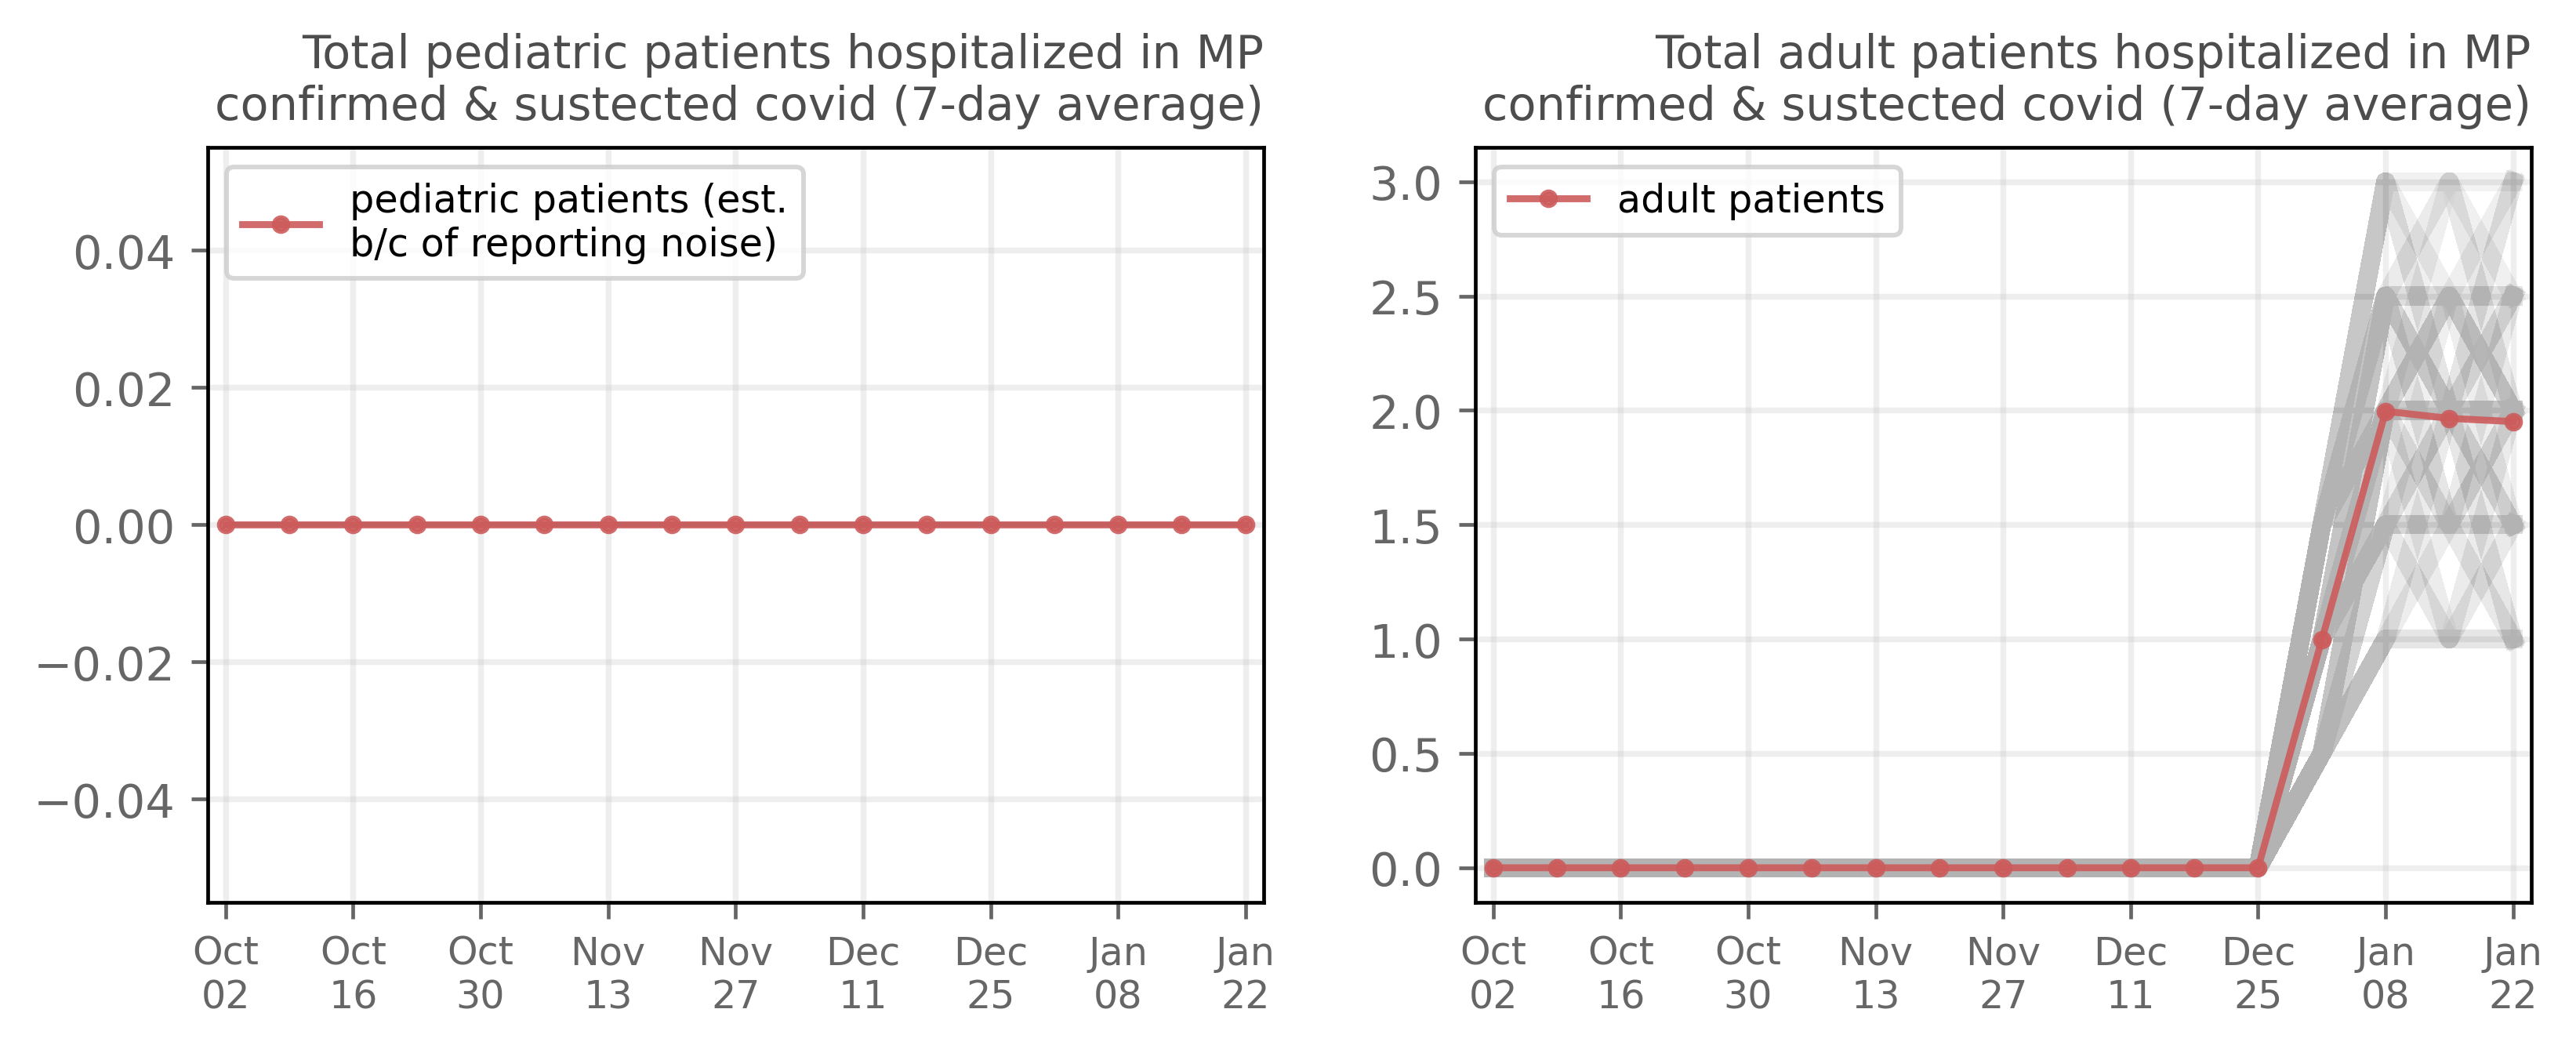 Total pediatric patients hospitalized in MP
confirmed & sustected covid (7-day average)
pediatric patients (est.
b/c of reporting noise)
0.04
0.02
0.00
−0.02
−0.04
Oct Oct Oct Nov Nov Dec Dec Jan Jan
02 16 30 13 27 11 25 08 22
Total adult patients hospitalized in MP
confirmed & sustected covid (7-day average)
adult patients
3.0
2.5
2.0
1.5
1.0
0.5
0.0
Oct Oct Oct Nov Nov Dec Dec Jan Jan
02 16 30 13 27 11 25 08 22